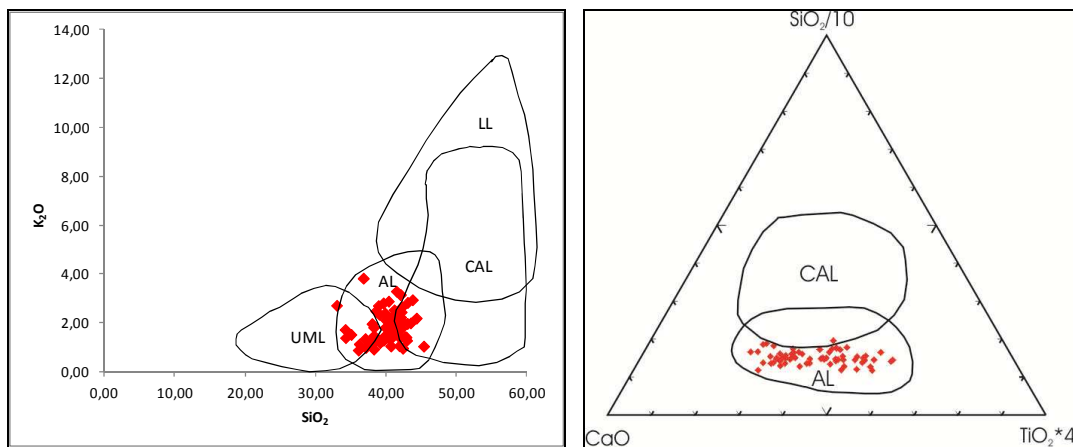 14,00
12,00
10,00
8,00
6,00
4,00
2,00
0,00
K₂O
LL
CAL
AL
UML
0,00 10,00 20,00 30,00 40,00 50,00 60,00
SiO₂
SiO₂/10
CAL
AL
CaO
TiO₂*4